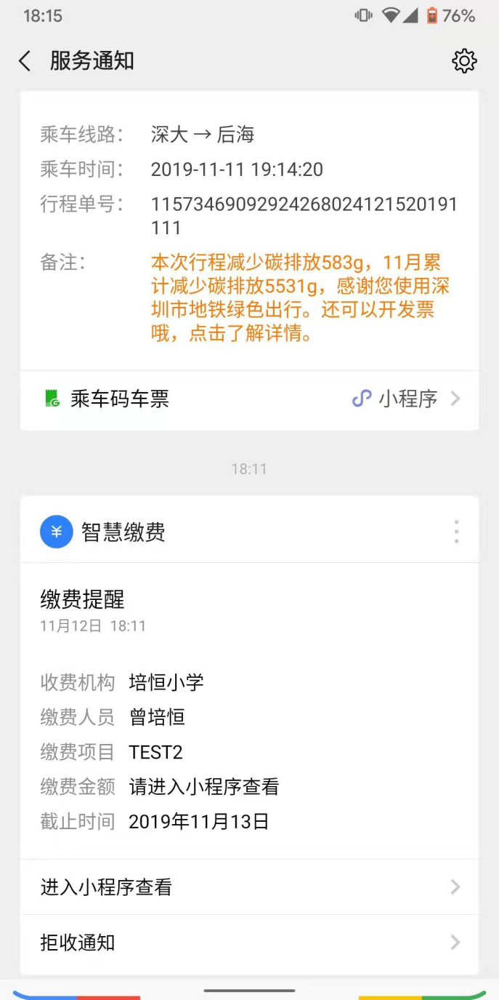 18:15
76%
服务通知
乘车线路： 深大 → 后海
乘车时间： 2019-11-11 19:14:20
行程单号： 11573469092924268024121520191
111
备注： 本次行程减少碳排放583g，11月累
计减少碳排放5531g，感谢您使用深
圳市地铁绿色出行。还可以开发票
哦，点击了解详情。
乘车码车票 小程序
18:11
¥ 智慧缴费
缴费提醒
11月12日 18:11
收费机构 培恒小学
缴费人员 曾培恒
缴费项目 TEST2
缴费金额 请进入小程序查看
截止时间 2019年11月13日
进入小程序查看
拒收通知